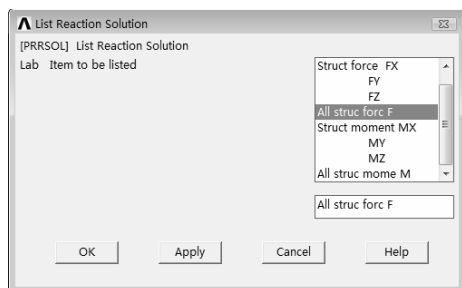 List Reaction Solution
[PRRSOL] List Reaction Solution
Lab Item to be listed
Struct force FX
FY
FZ
All struc forc F
Struct moment MX
MY
MZ
All struc mome M
All struc forc F
OK Apply Cancel Help